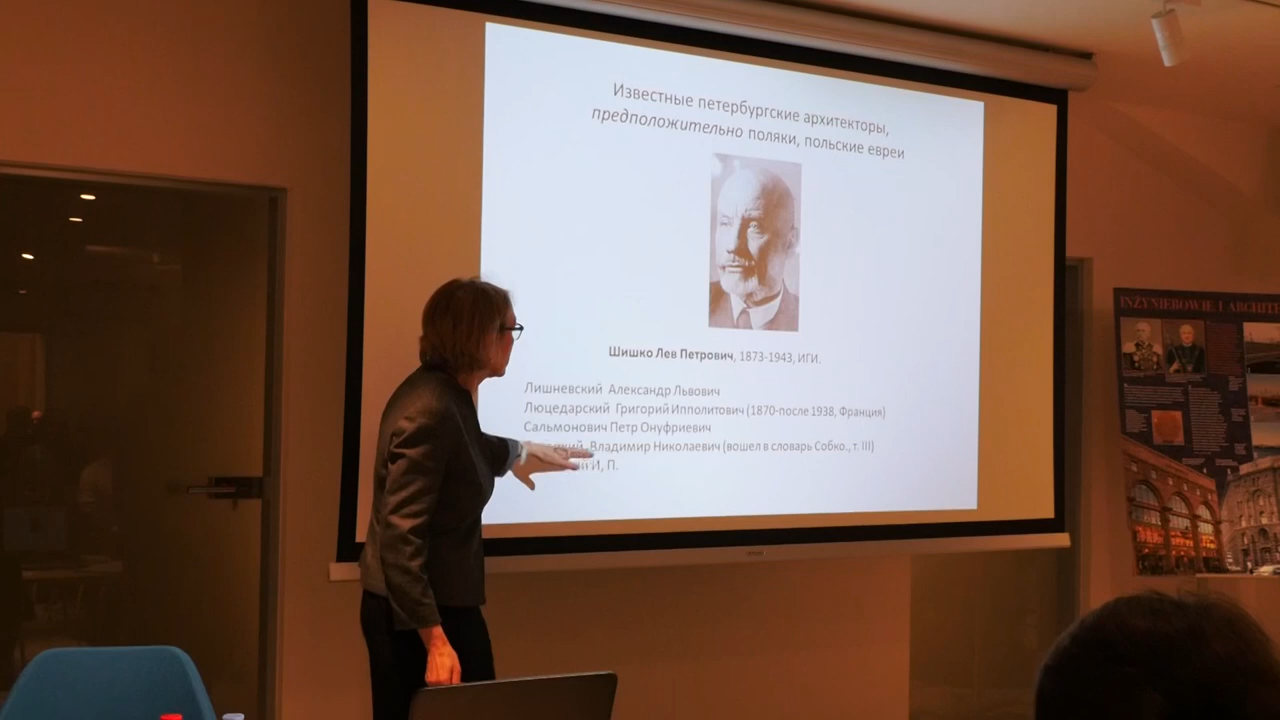 Известные петербургские архитекторы,
предположительно поляки, польские евреи
Шишко Лев Петрович, 1873-1943, ИГИ.
Лишневский Александр Львович
Люцедарский Григорий Ипполитович (1870-после 1938, Франция)
Сальмонович Петр Онуфриевич
Владимир Николаевич (вошел в словарь Собко., т. III)
И, П.
INŻYNIEROWIE I